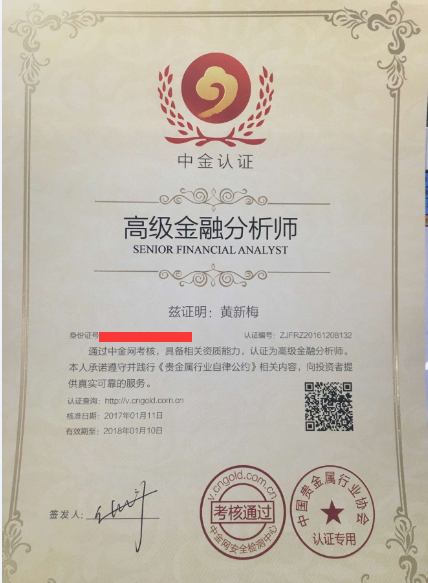 中金认证
高级金融分析师
SENIOR FINANCIAL ANALYST
兹证明：黄新梅
身份证号
认证编号：ZJFRZ20161208132
通过中金网考核，具备相关资质能力，认证为高级金融分析师。
本人承诺遵守并践行《贵金属行业自律公约》相关内容，向投资者提
供真实可靠的服务。
认证查询：http://v.cngold.com.cn
核准日期：2017年01月11日
有效期至：2018年01月10日
签发人：
v.cngold.com.cn
考核通过
中金网安全检测中心
中国贵金属行业协会
认证专用